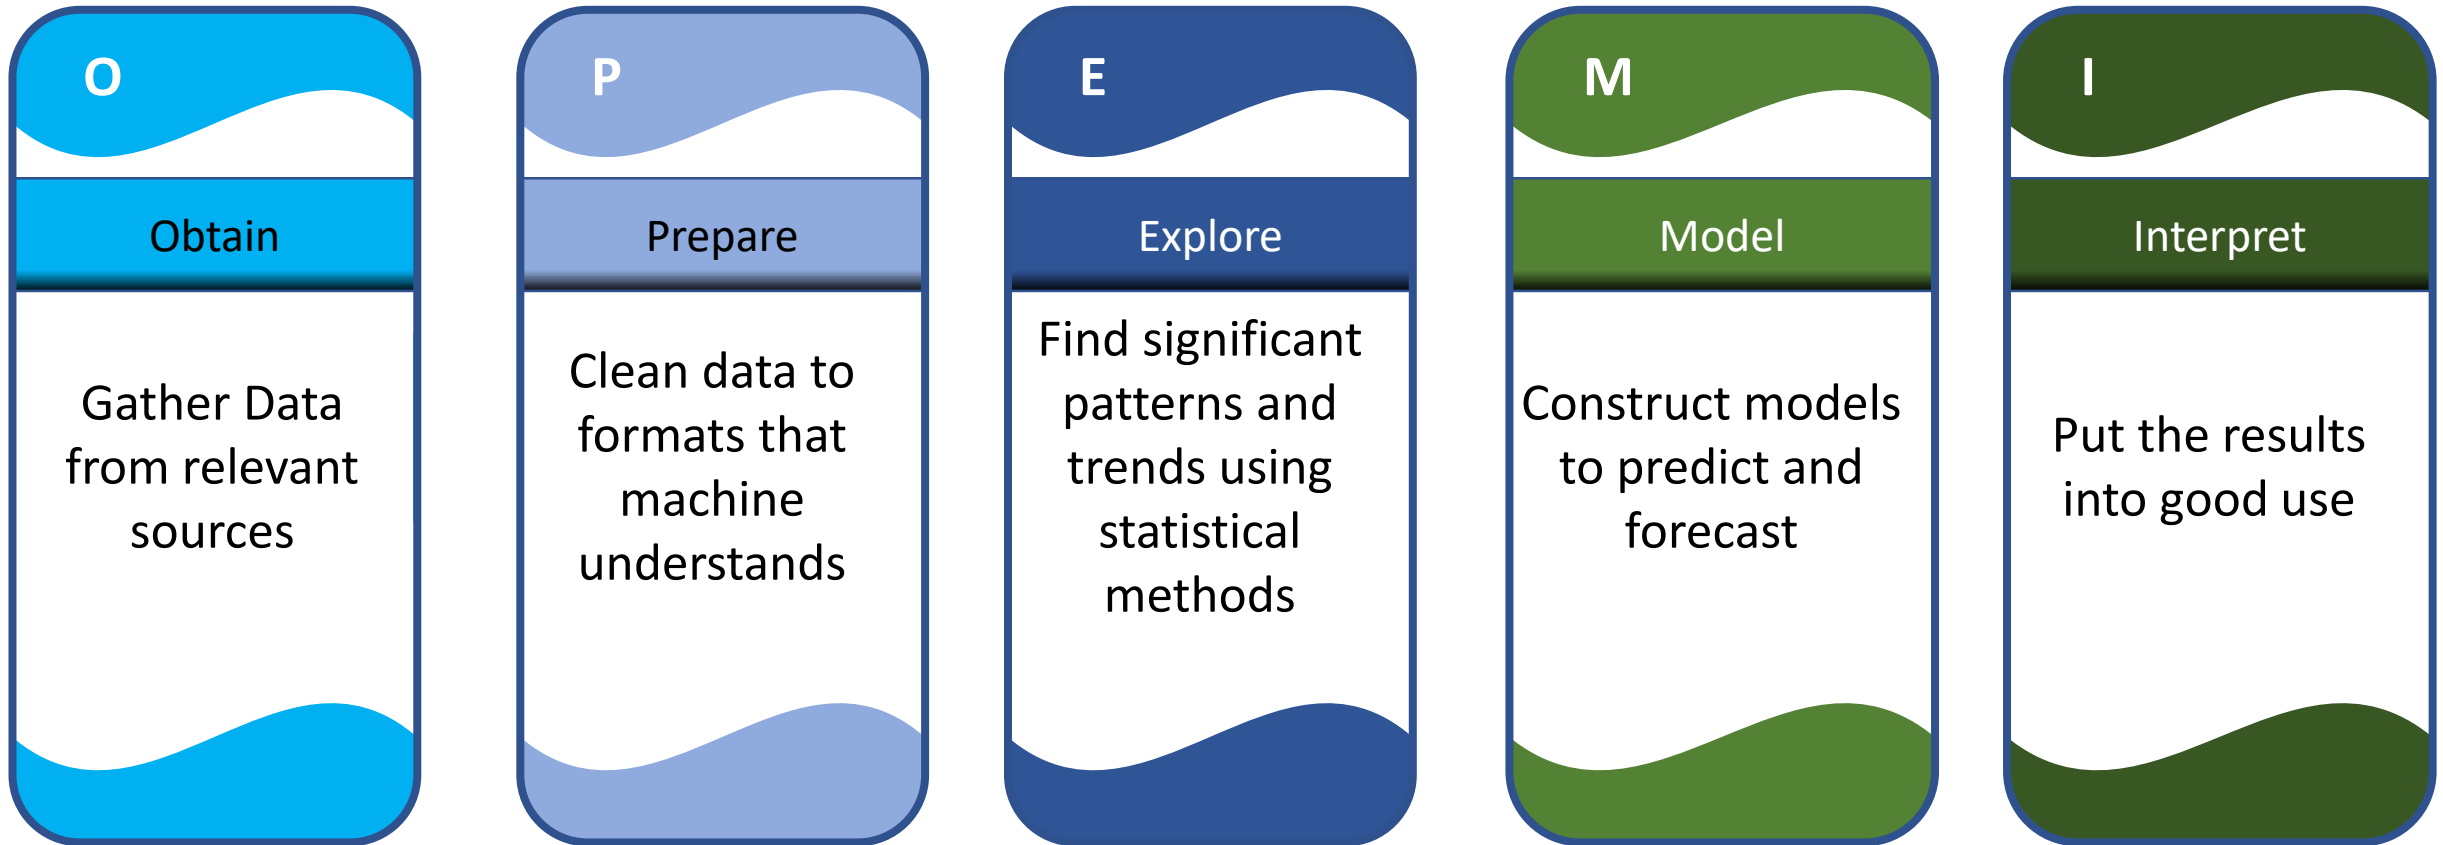 O
Obtain
Gather Data
from relevant
sources
P
Prepare
Clean data to
formats that
machine
understands
E
Explore
Find significant
patterns and
trends using
statistical
methods
M
Model
Construct models
to predict and
forecast
I
Interpret
Put the results
into good use